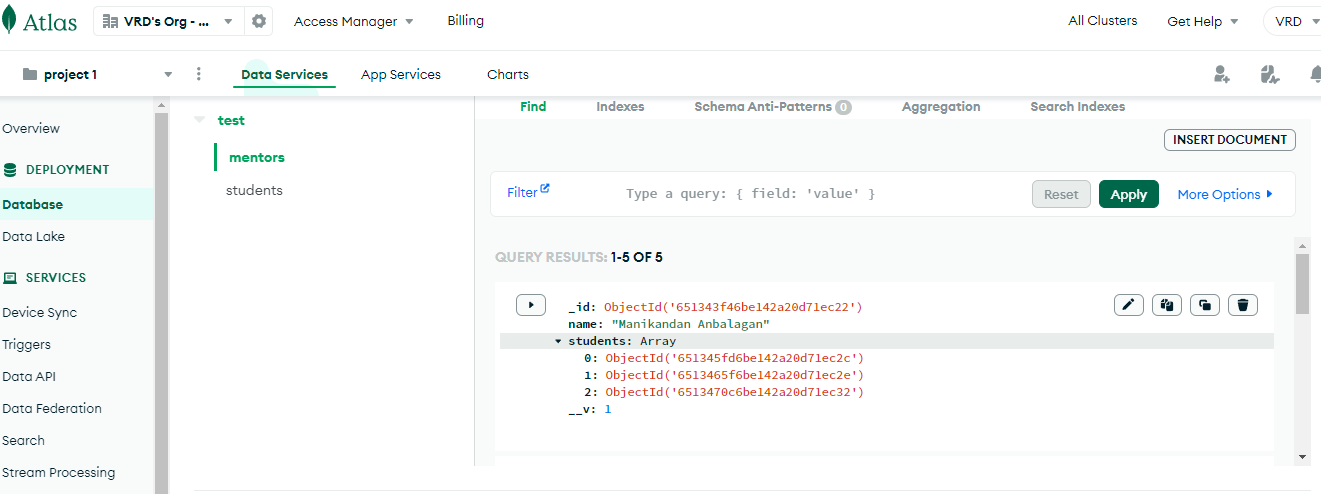 Atlas
VRD's Org - ...
Access Manager
Billing
All Clusters
Get Help
VRD
project 1
Data Services
App Services
Charts
Overview
DEPLOYMENT
Database
Data Lake
SERVICES
Device Sync
Triggers
Data API
Data Federation
Search
Stream Processing
test
mentors
students
Find
Indexes
Schema Anti-Patterns 0
Aggregation
Search Indexes
INSERT DOCUMENT
Filter
Type a query: { field: 'value' }
Reset
Apply
More Options
QUERY RESULTS: 1-5 OF 5
_id: ObjectId('651343f46be142a20d71ec22')
name: "Manikandan Anbalagan"
students: Array
0: ObjectId('651345fd6be142a20d71ec2c')
1: ObjectId('6513465f6be142a20d71ec2e')
2: ObjectId('6513470c6be142a20d71ec32')
__v: 1